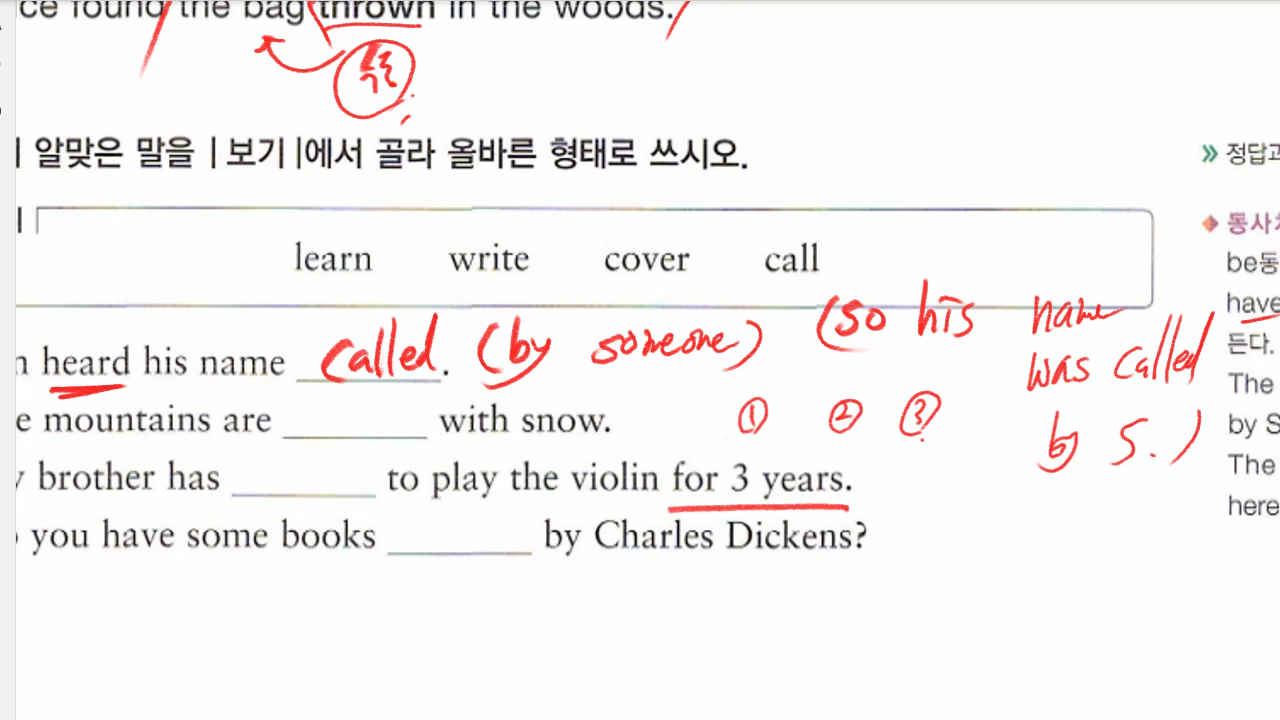 ce found the bag thrown in the woods.
알맞은 말을 | 보기 |에서 골라 올바른 형태로 쓰시오.
» 정답과
learn write cover call
동사
be동
have
든다.
The
by S
The
here
heard his name called. (by someone) (so his name was called by S.)
e mountains are ________ with snow. ① ② ③
y brother has ________ to play the violin for 3 years.
you have some books ________ by Charles Dickens?